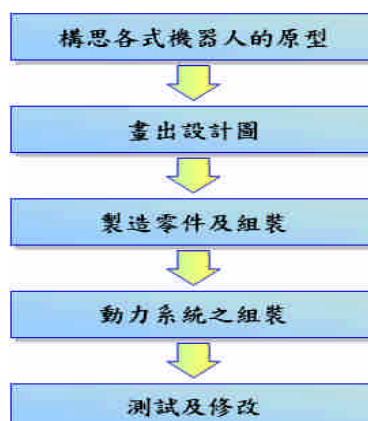 構思各式機器人的原型
畫出設計圖
製造零件及組裝
動力系統之組裝
測試及修改